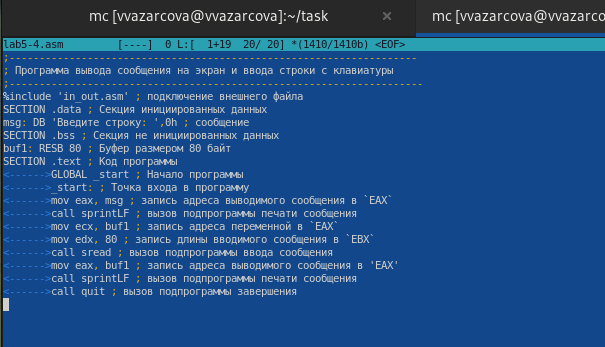 mc [vvazarcova@vvazarcova]:~/task × mc [vvazarcova@vvazarco
lab5-4.asm [----] 0 L:[ 1+19 20/ 20] *(1410/1410b) <EOF>
;--------------------------------------------------------------------
; Программа вывода сообщения на экран и ввода строки с клавиатуры
;---------------------------------------------------------------------
%include 'in_out.asm' ; подключение внешнего файла
SECTION .data ; Секция инициированных данных
msg: DB 'Введите строку: ',0h ; сообщение
SECTION .bss ; Секция не инициированных данных
buf1: RESB 80 ; Буфер размером 80 байт
SECTION .text ; Код программы
<------>GLOBAL _start ; Начало программы
<------>_start: ; Точка входа в программу
<------>mov eax, msg ; запись адреса выводимого сообщения в `EAX`
<------>call sprintLF ; вызов подпрограммы печати сообщения
<------>mov ecx, buf1 ; запись адреса переменной в `EAX`
<------>mov edx, 80 ; запись длины вводимого сообщения в `EBX`
<------>call sread ; вызов подпрограммы ввода сообщения
<------>mov eax, buf1 ; запись адреса выводимого сообщения в 'EAX'
<------>call sprintLF ; вызов подпрограммы печати сообщения
<------>call quit ; вызов подпрограммы завершения